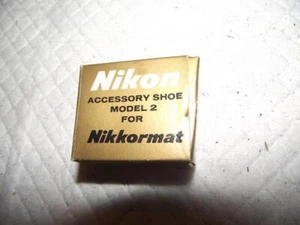 Nikon
ACCESSORY SHOE
MODEL 2
FOR
Nikkormat